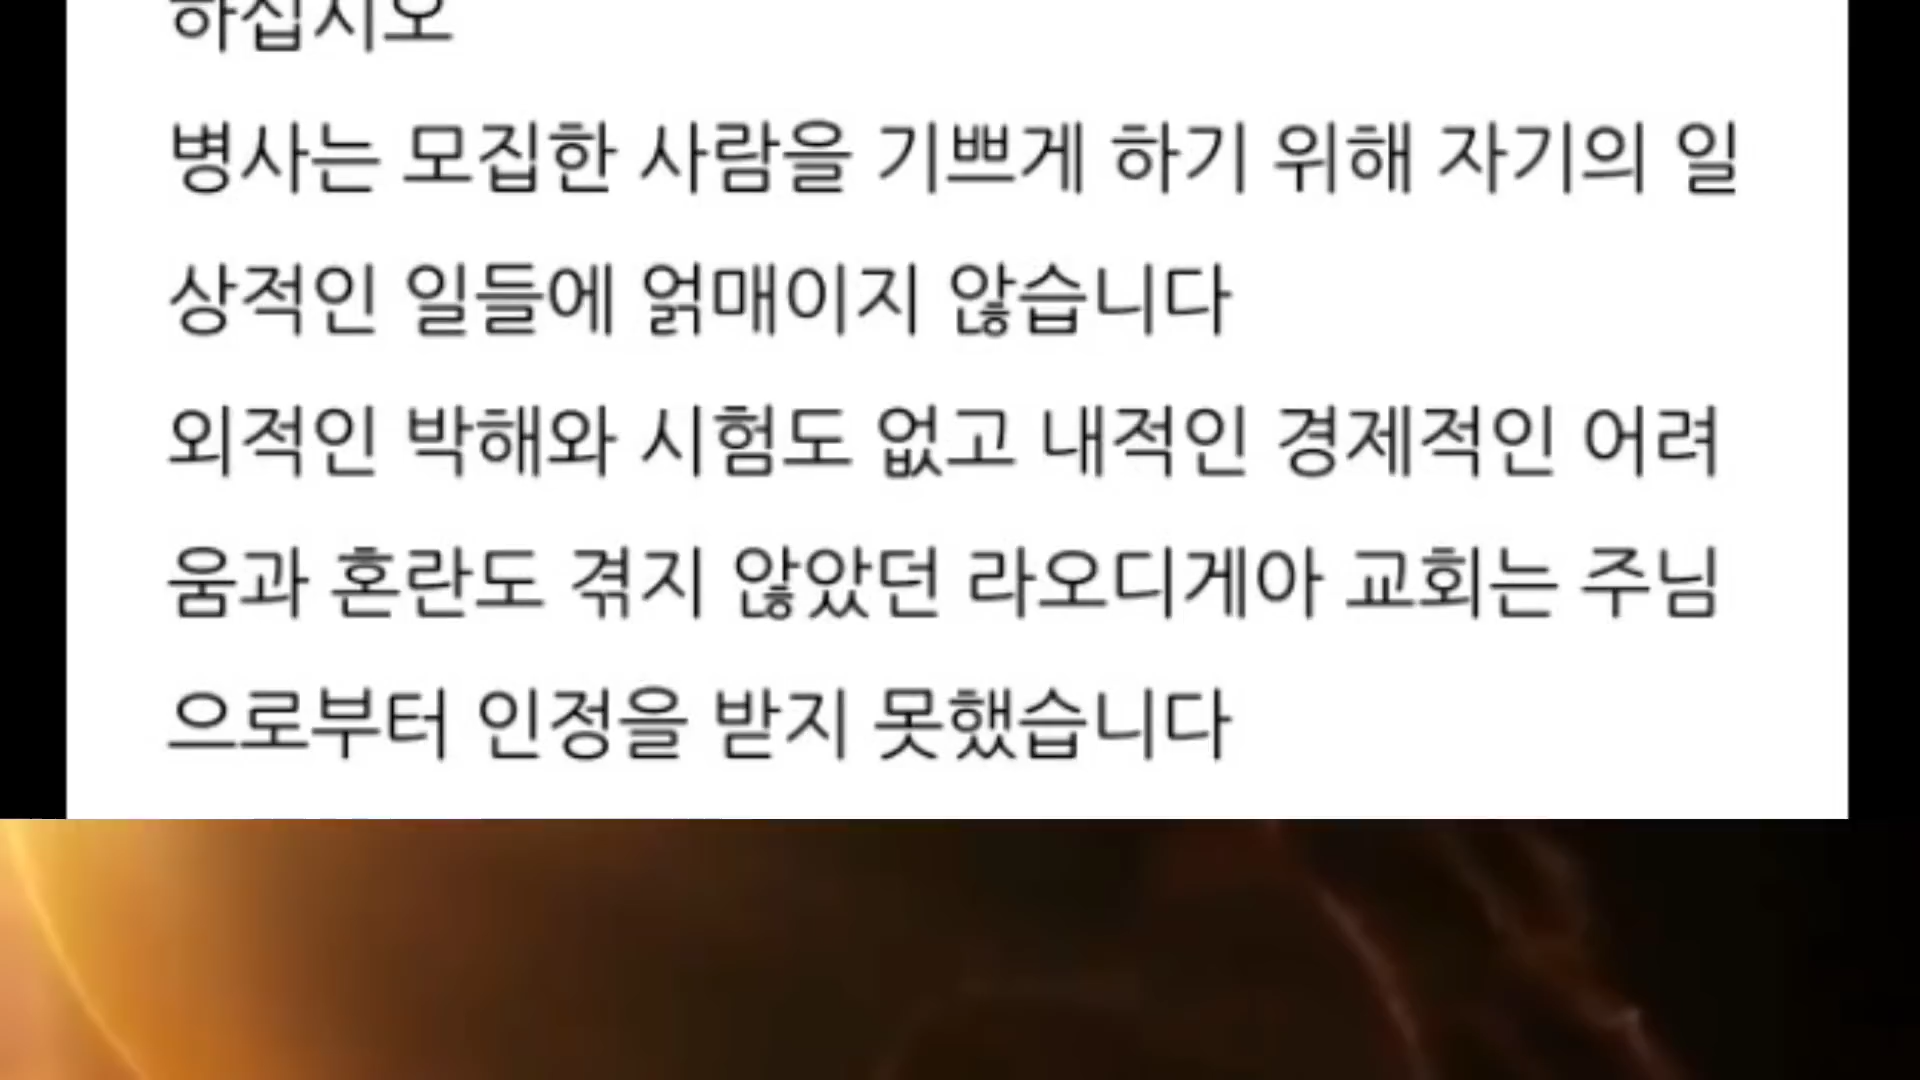 하십시오
병사는 모집한 사람을 기쁘게 하기 위해 자기의 일
상적인 일들에 얽매이지 않습니다
외적인 박해와 시험도 없고 내적인 경제적인 어려
움과 혼란도 겪지 않았던 라오디게아 교회는 주님
으로부터 인정을 받지 못했습니다